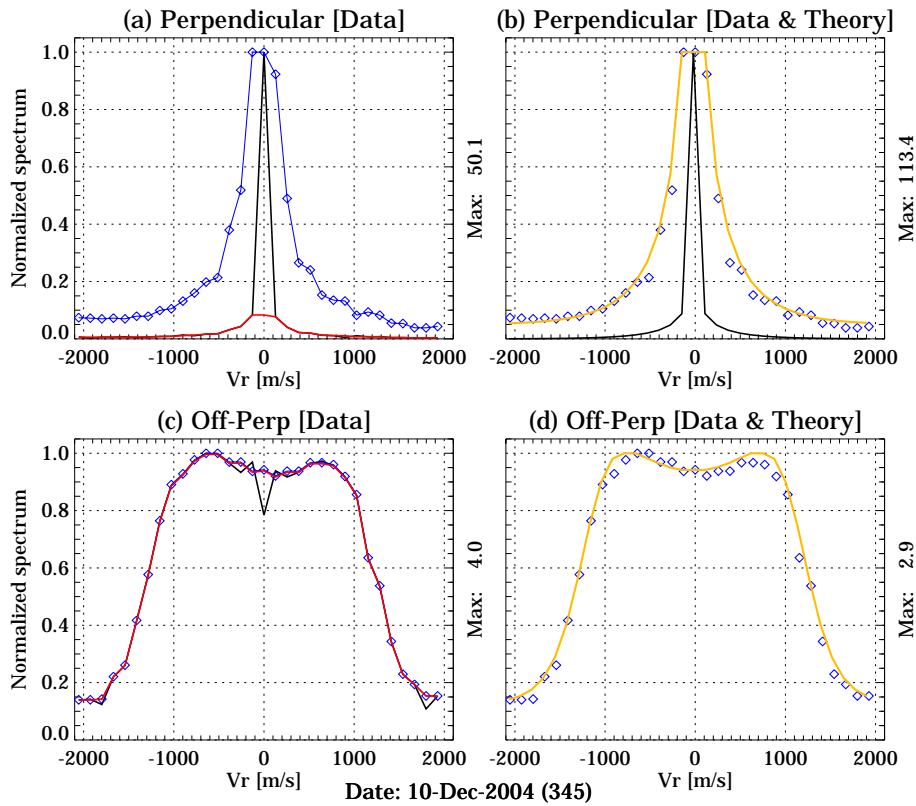 (a) Perpendicular [Data]
(b) Perpendicular [Data & Theory]
Normalized spectrum
1.0
0.8
0.6
0.4
0.2
0.0
-2000 -1000 0 1000 2000
Vr [m/s]
Max: 50.1
-2000 -1000 0 1000 2000
Vr [m/s]
Max: 113.4
(c) Off-Perp [Data]
(d) Off-Perp [Data & Theory]
Normalized spectrum
1.0
0.8
0.6
0.4
0.2
0.0
-2000 -1000 0 1000 2000
Vr [m/s]
Max: 4.0
-2000 -1000 0 1000 2000
Vr [m/s]
Max: 2.9
Date: 10-Dec-2004 (345)